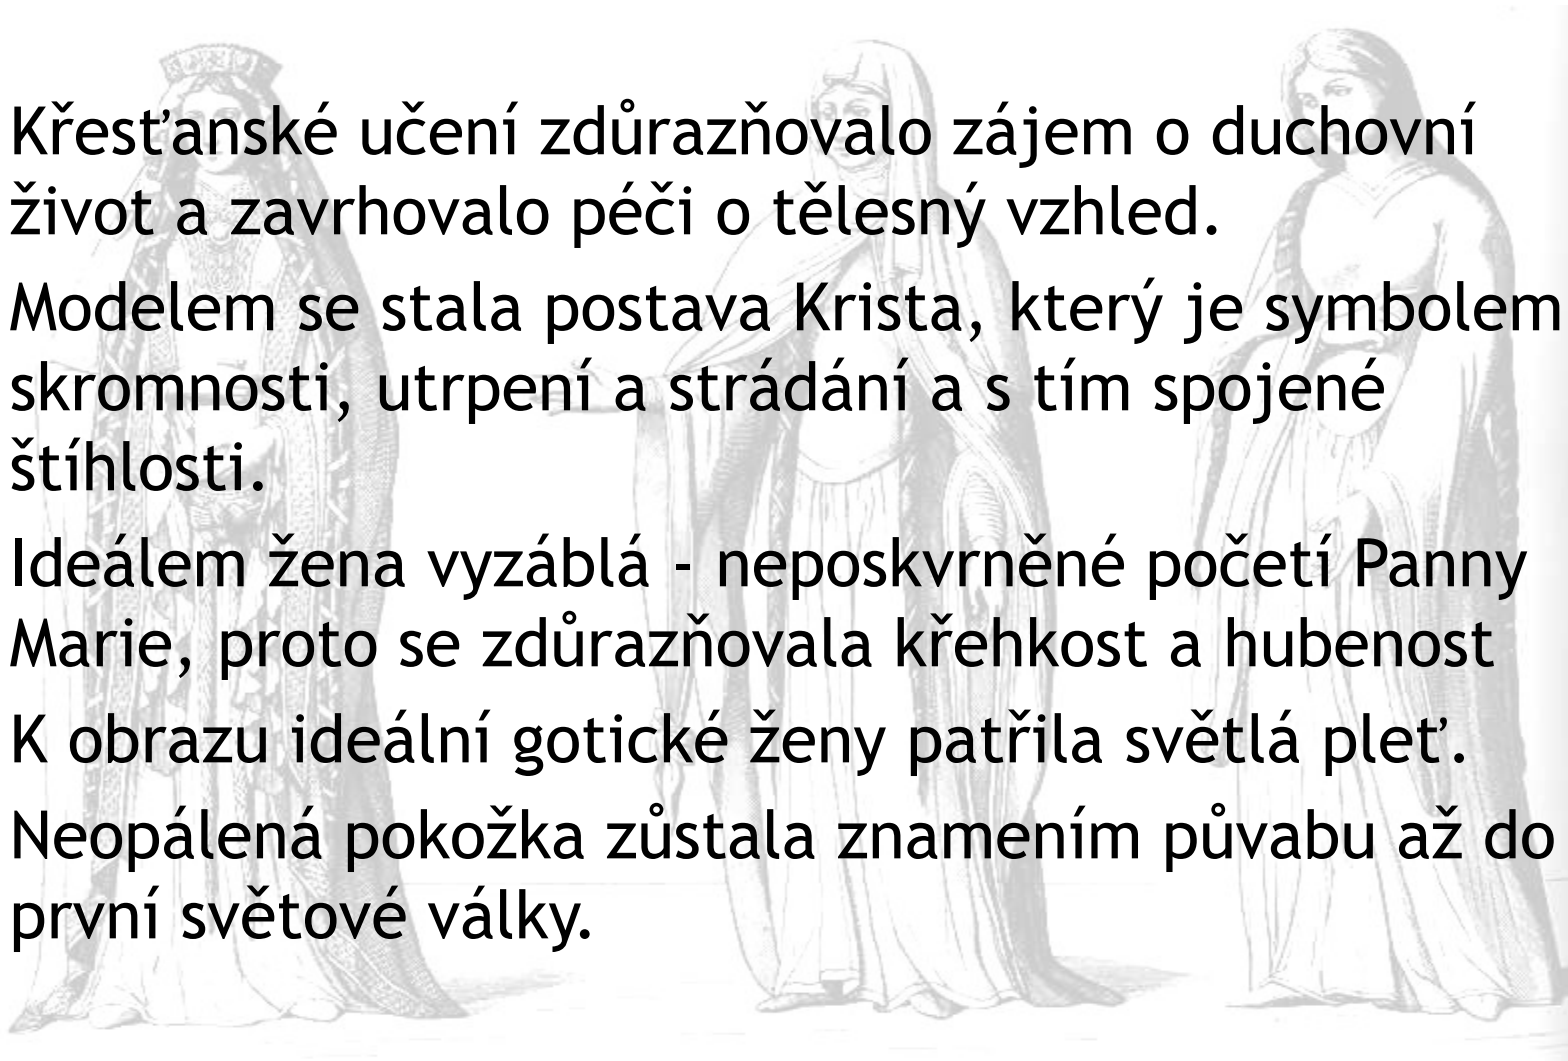 Křesťanské učení zdůrazňovalo zájem o duchovní
život a zavrhovalo péči o tělesný vzhled.
Modelem se stala postava Krista, který je symbolem
skromnosti, utrpení a strádání a s tím spojené
štíhlosti.
Ideálem žena vyzáblá - neposkvrněné početí Panny
Marie, proto se zdůrazňovala křehkost a hubenost
K obrazu ideální gotické ženy patřila světlá pleť.
Neopálená pokožka zůstala znamením půvabu až do
první světové války.